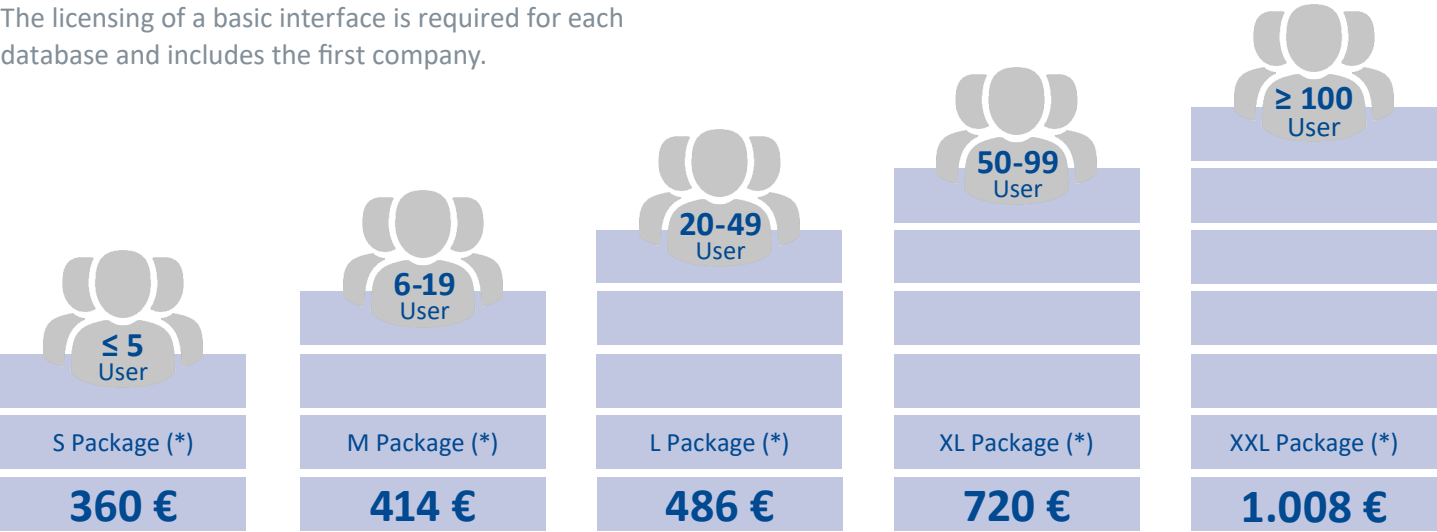 The licensing of a basic interface is required for each
database and includes the first company.
≤ 5
User
6-19
User
20-49
User
50-99
User
≥ 100
User
S Package (*)
M Package (*)
L Package (*)
XL Package (*)
XXL Package (*)
360 €
414 €
486 €
720 €
1.008 €